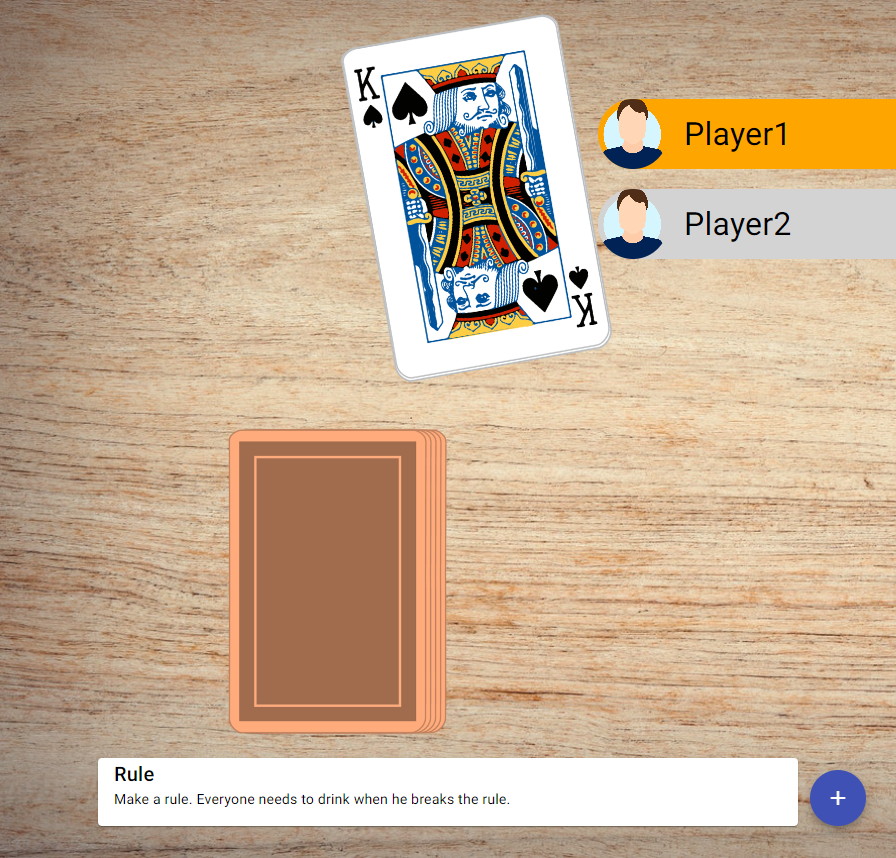 K
Player1
Player2
K
Rule
Make a rule. Everyone needs to drink when he breaks the rule.
+